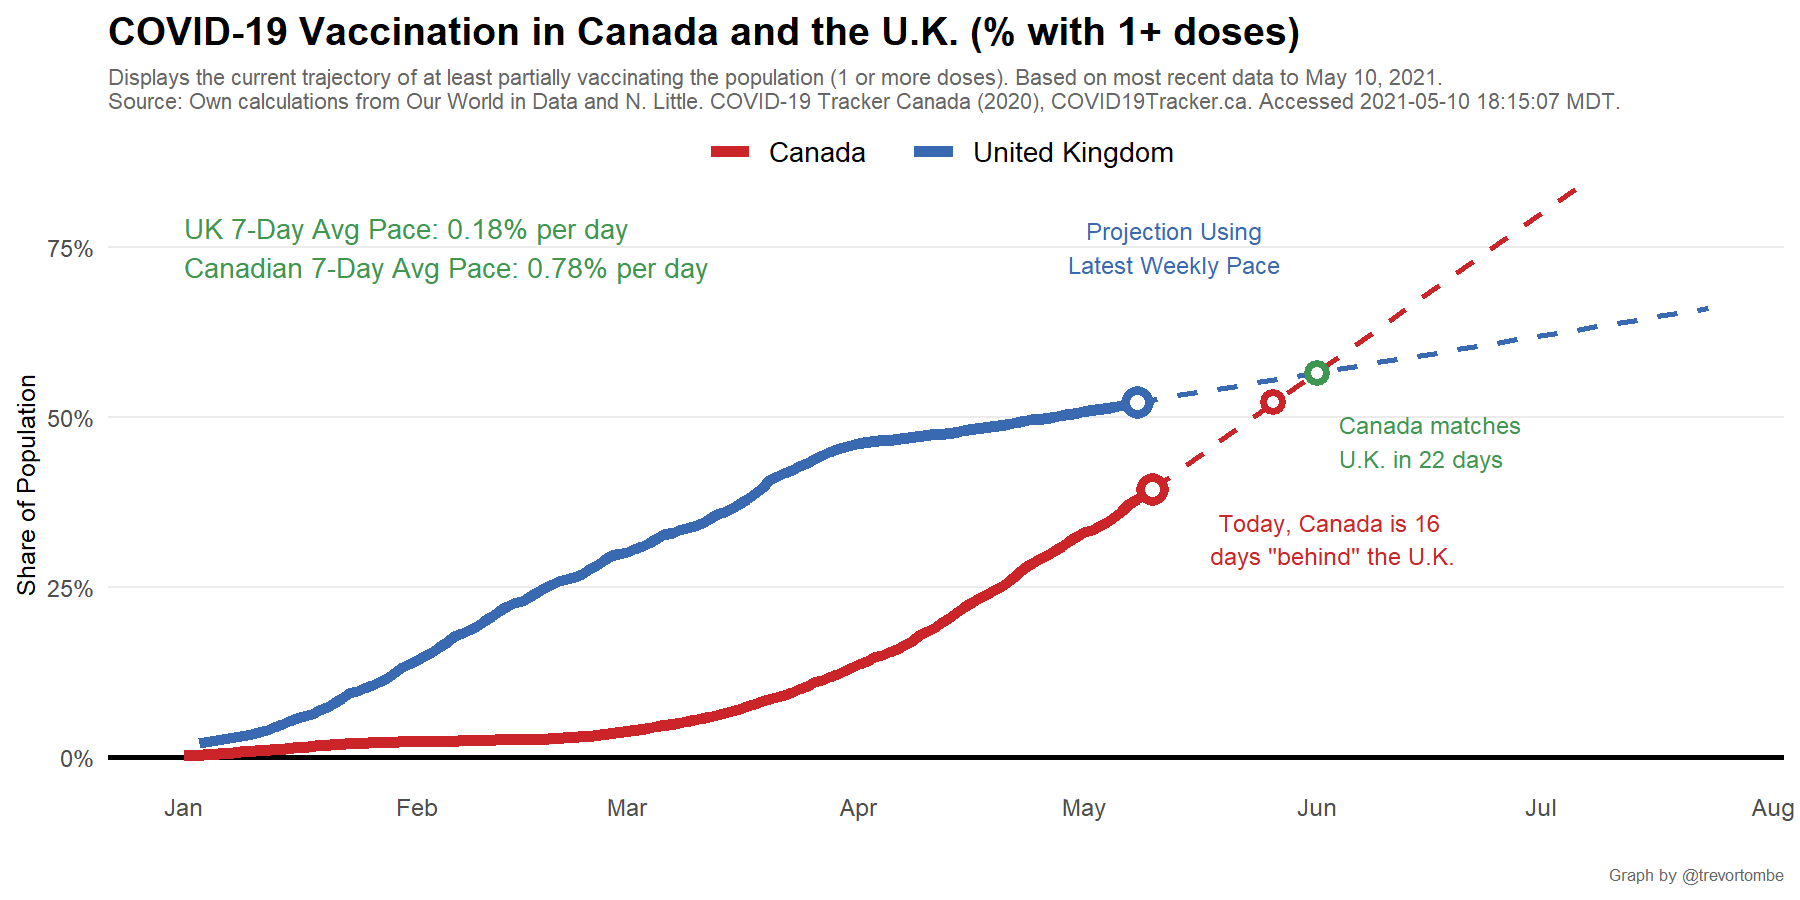 COVID-19 Vaccination in Canada and the U.K. (% with 1+ doses)
Displays the current trajectory of at least partially vaccinating the population (1 or more doses). Based on most recent data to May 10, 2021.
Source: Own calculations from Our World in Data and N. Little. COVID-19 Tracker Canada (2020), COVID19Tracker.ca. Accessed 2021-05-10 18:15:07 MDT.
Canada
United Kingdom
UK 7-Day Avg Pace: 0.18% per day
Canadian 7-Day Avg Pace: 0.78% per day
Projection Using
Latest Weekly Pace
Canada matches
U.K. in 22 days
Today, Canada is 16
days "behind" the U.K.
Share of Population
75%
50%
25%
0%
Jan
Feb
Mar
Apr
May
Jun
Jul
Aug
Graph by @trevortombe